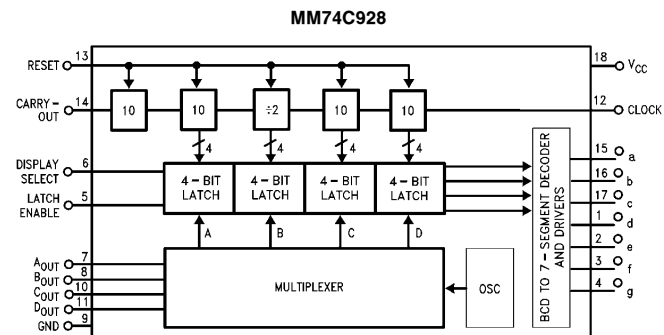 MM74C928
RESET 13
18 VCC
CARRY-OUT 14
10
10
÷2
10
10
12 CLOCK
4
4
4
4
DISPLAY SELECT 6
LATCH ENABLE 5
4-BIT LATCH
4-BIT LATCH
4-BIT LATCH
4-BIT LATCH
BCD TO 7-SEGMENT DECODER AND DRIVERS
15 a
16 b
17 c
1 d
2 e
3 f
4 g
A
B
C
D
AOUT 7
BOUT 8
COUT 10
DOUT 11
GND 9
MULTIPLEXER
OSC